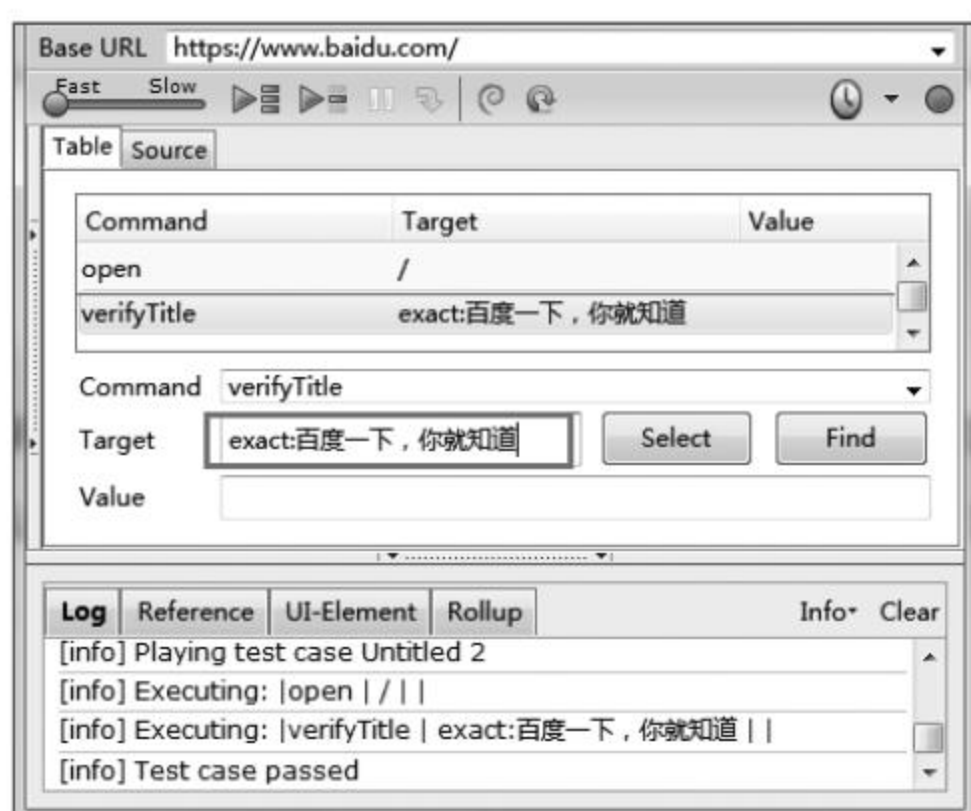 Base URL https://www.baidu.com/
Fast Slow
Table Source
Command Target Value
open /
verifyTitle exact:百度一下，你就知道
Command verifyTitle
Target exact:百度一下，你就知道 Select Find
Value
Log Reference UI-Element Rollup Info Clear
[info] Playing test case Untitled 2
[info] Executing: |open | / | |
[info] Executing: |verifyTitle | exact:百度一下，你就知道 | |
[info] Test case passed